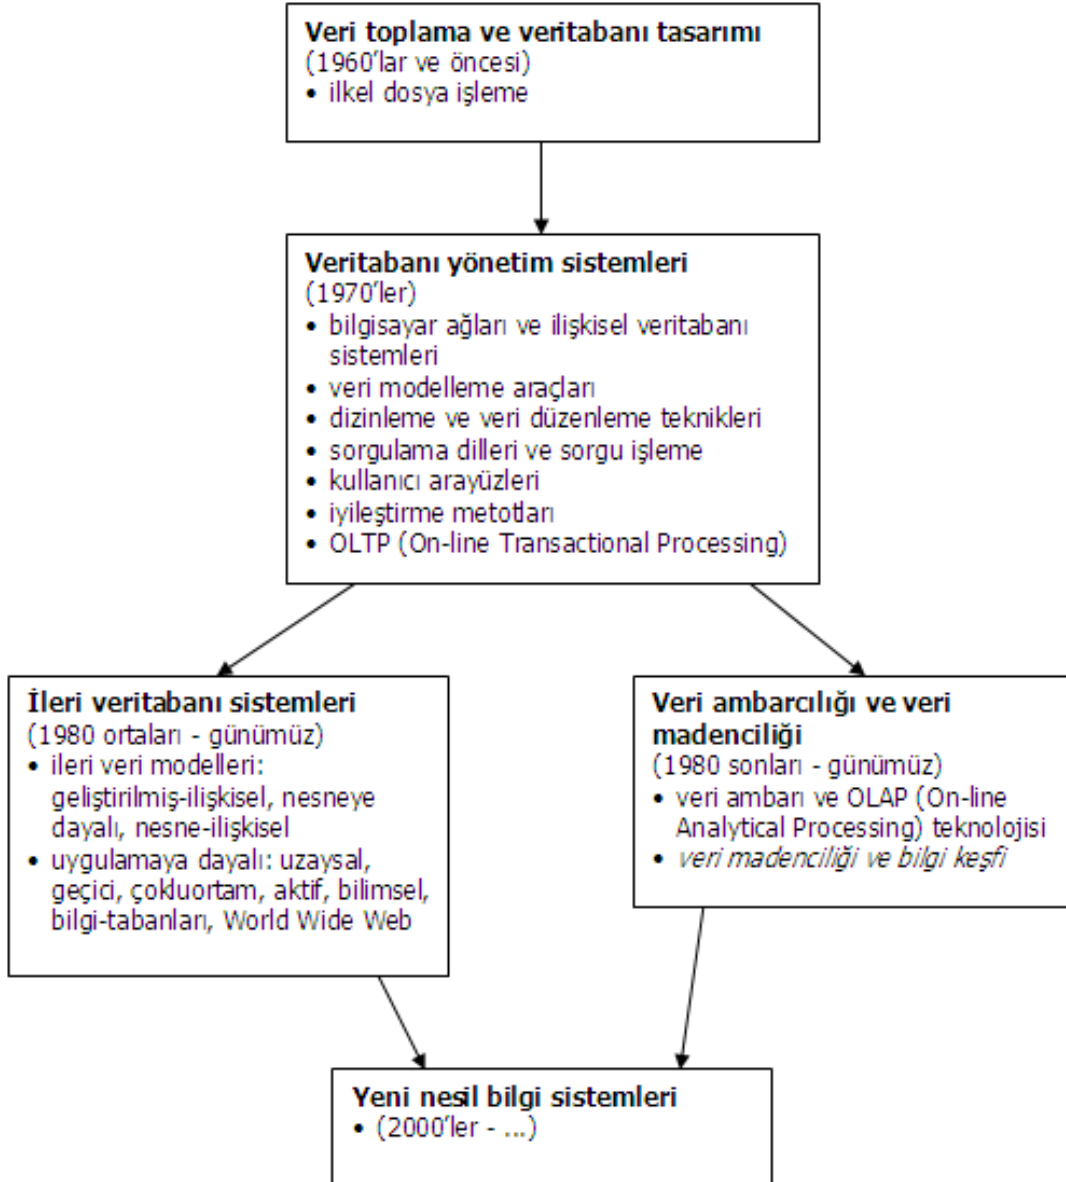 Veri toplama ve veritabanı tasarımı
(1960'lar ve öncesi)
• ilkel dosya işleme
Veritabanı yönetim sistemleri
(1970'ler)
• bilgisayar ağları ve ilişkisel veritabanı
sistemleri
• veri modelleme araçları
• dizinleme ve veri düzenleme teknikleri
• sorgulama dilleri ve sorgu işleme
• kullanıcı arayüzleri
• iyileştirme metotları
• OLTP (On-line Transactional Processing)
İleri veritabanı sistemleri
(1980 ortaları - günümüz)
• ileri veri modelleri:
geliştirilmiş-ilişkisel, nesneye
dayalı, nesne-ilişkisel
• uygulamaya dayalı: uzaysal,
geçici, çokluortam, aktif, bilimsel,
bilgi-tabanları, World Wide Web
Veri ambarcılığı ve veri
madenciliği
(1980 sonları - günümüz)
• veri ambarı ve OLAP (On-line
Analytical Processing) teknolojisi
• veri madenciliği ve bilgi keşfi
Yeni nesil bilgi sistemleri
• (2000'ler - ...)